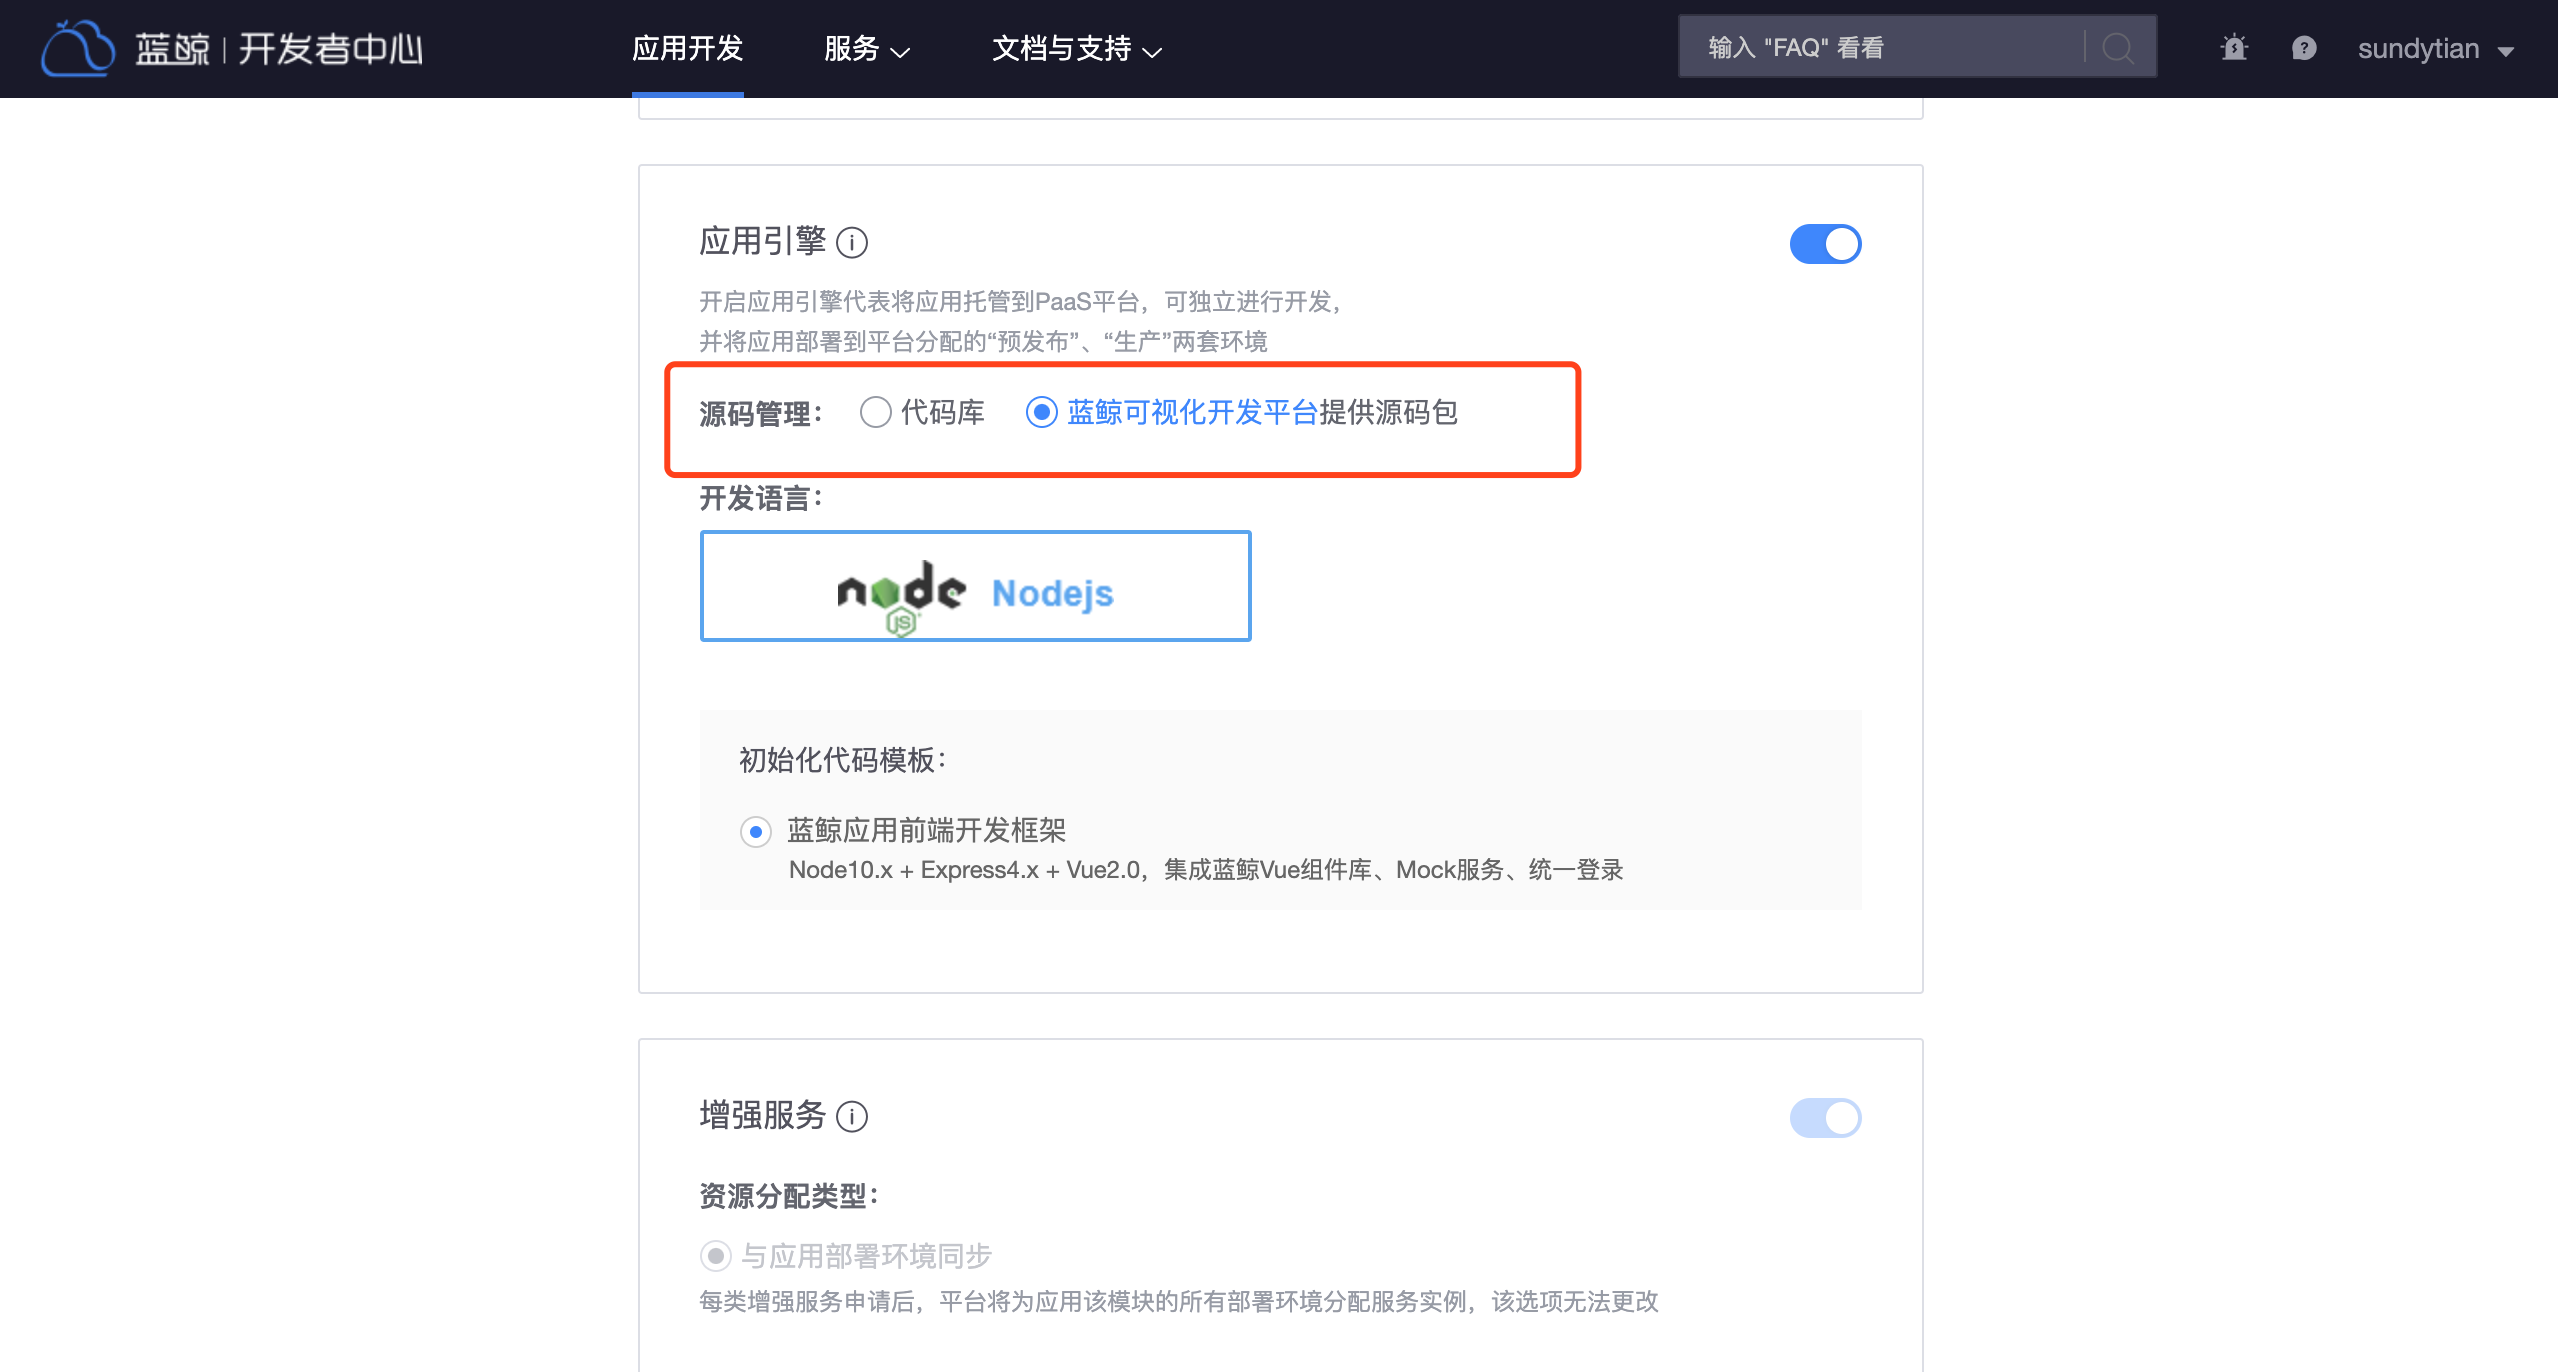 蓝鲸 | 开发者中心
应用开发
服务
文档与支持
输入 "FAQ" 看看
sundytian
应用引擎
开启应用引擎代表将应用托管到PaaS平台，可独立进行开发，
并将应用部署到平台分配的“预发布”、“生产”两套环境
源码管理： 代码库 蓝鲸可视化开发平台提供源码包
开发语言：
node JS Nodejs
初始化代码模板：
蓝鲸应用前端开发框架
Node10.x + Express4.x + Vue2.0，集成蓝鲸Vue组件库、Mock服务、统一登录
增强服务
资源分配类型：
与应用部署环境同步
每类增强服务申请后，平台将为应用该模块的所有部署环境分配服务实例，该选项无法更改